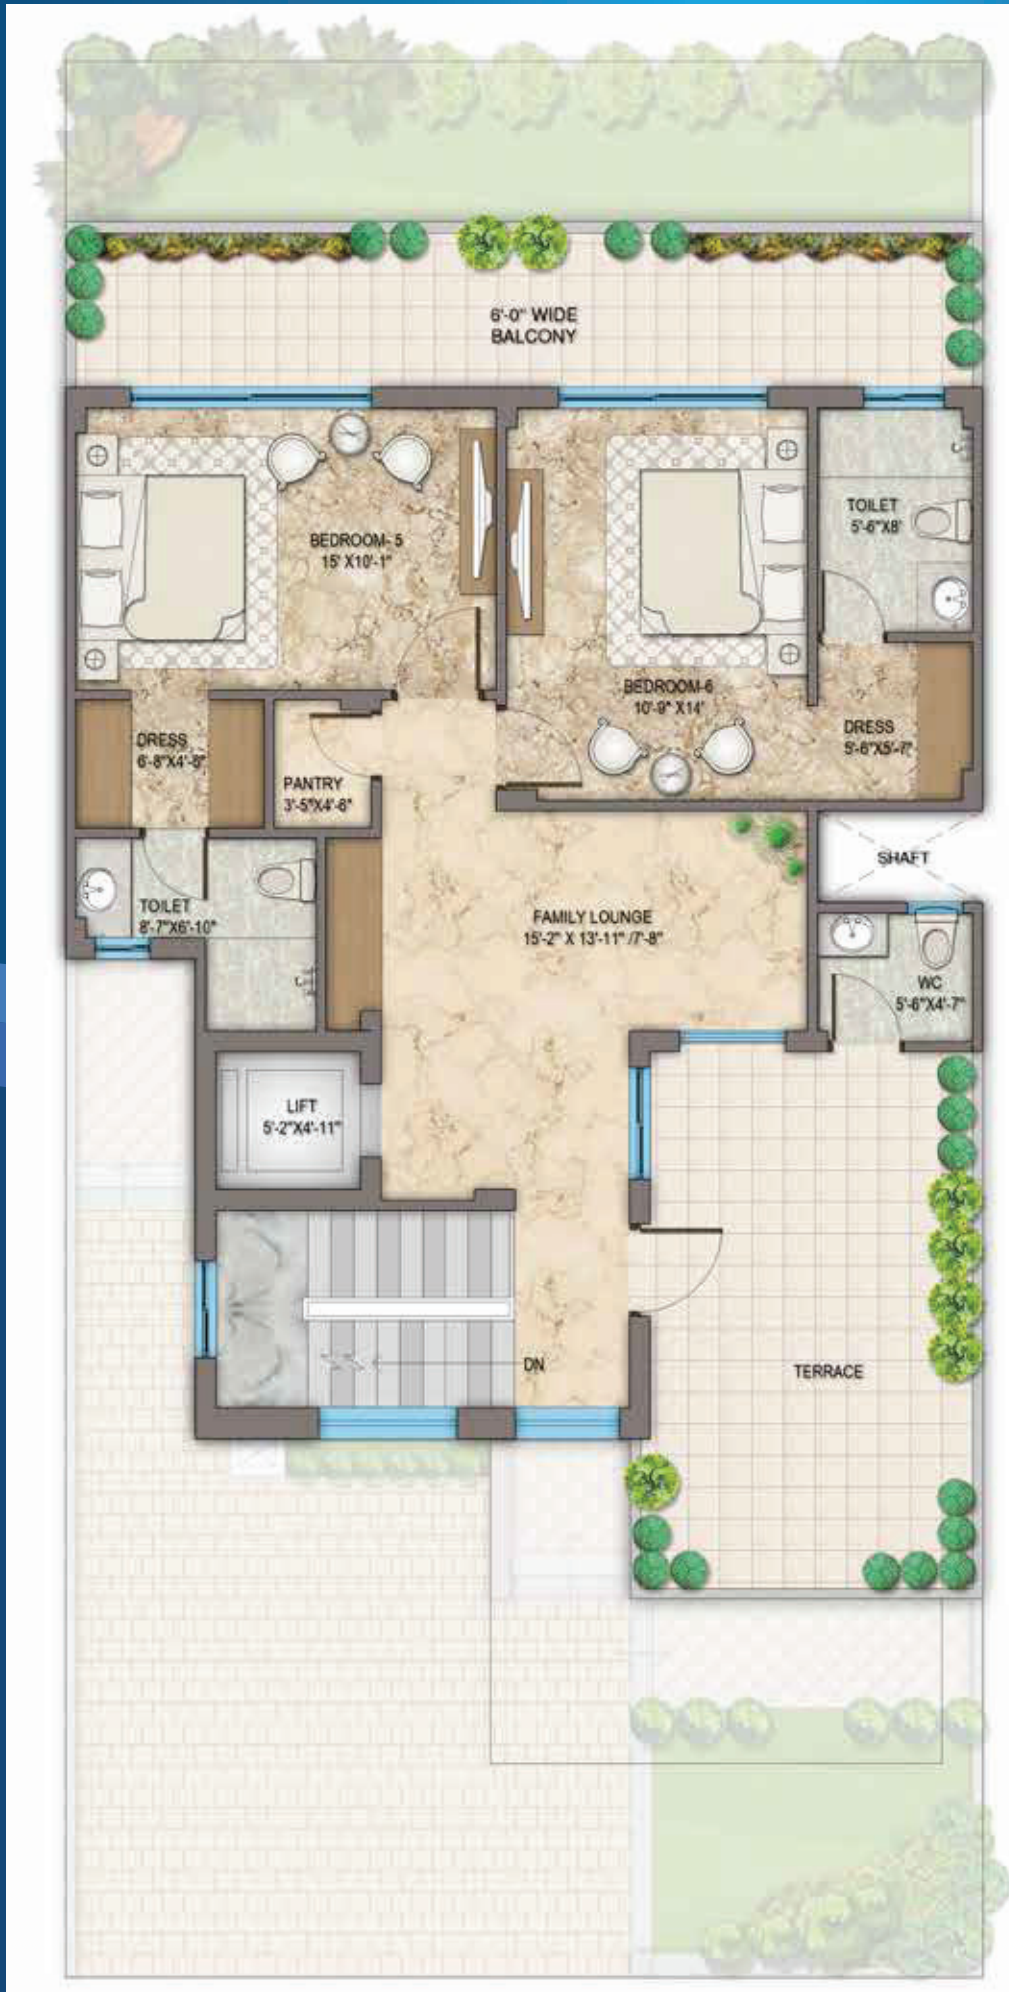 6'-0" WIDE
BALCONY
BEDROOM- 5
15' X10'-1"
TOILET
5'-6"X8'
BEDROOM-6
10'-9" X14'
DRESS
6'-8"X4'-8"
PANTRY
3'-5"X4'-6"
DRESS
5'-6"X5'-7"
SHAFT
TOILET
8'-7"X6'-10"
FAMILY LOUNGE
15'-2" X 13'-11" /7'-8"
WC
5'-6"X4'-7"
LIFT
5'-2"X4'-11"
DN
TERRACE